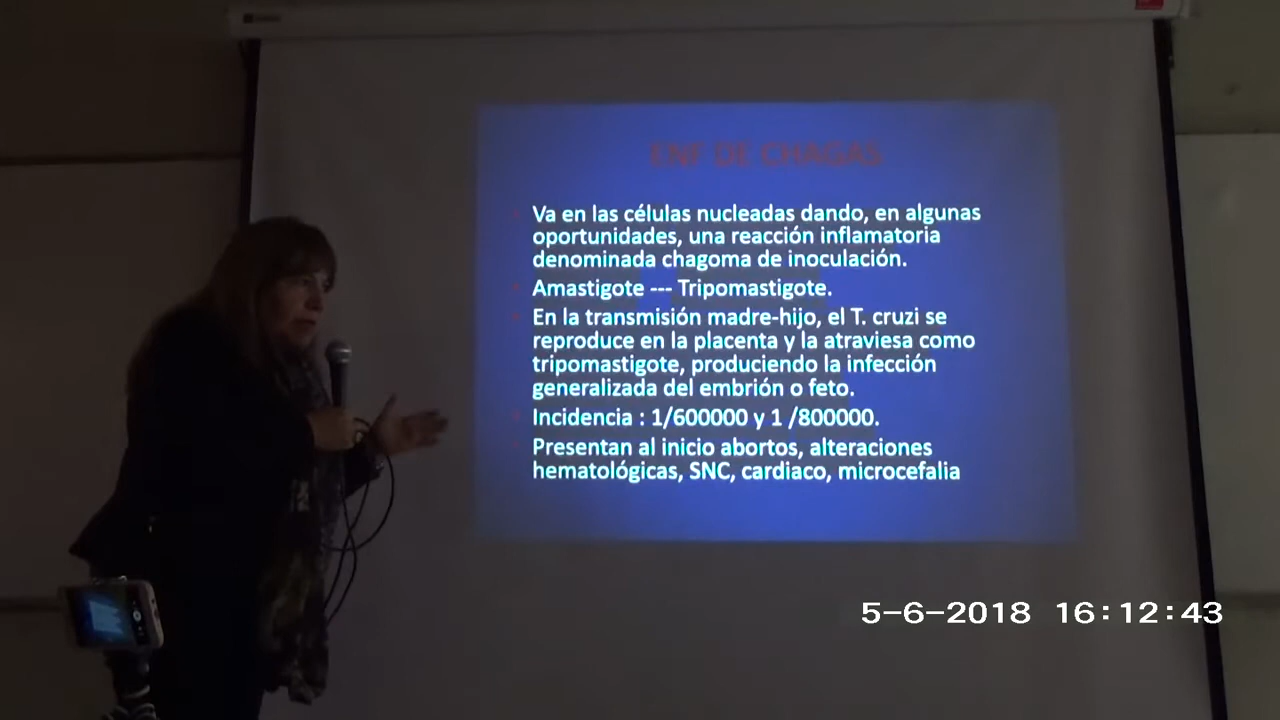 ENF DE CHAGAS
Va en las células nucleadas dando, en algunas
oportunidades, una reacción inflamatoria
denominada chagoma de inoculación.
Amastigote --- Tripomastigote.
En la transmisión madre-hijo, el T. cruzi se
reproduce en la placenta y la atraviesa como
tripomastigote, produciendo la infección
generalizada del embrión o feto.
Incidencia : 1/600000 y 1 /800000.
Presentan al inicio abortos, alteraciones
hematológicas, SNC, cardiaco, microcefalia
5-6-2018 16:12:43